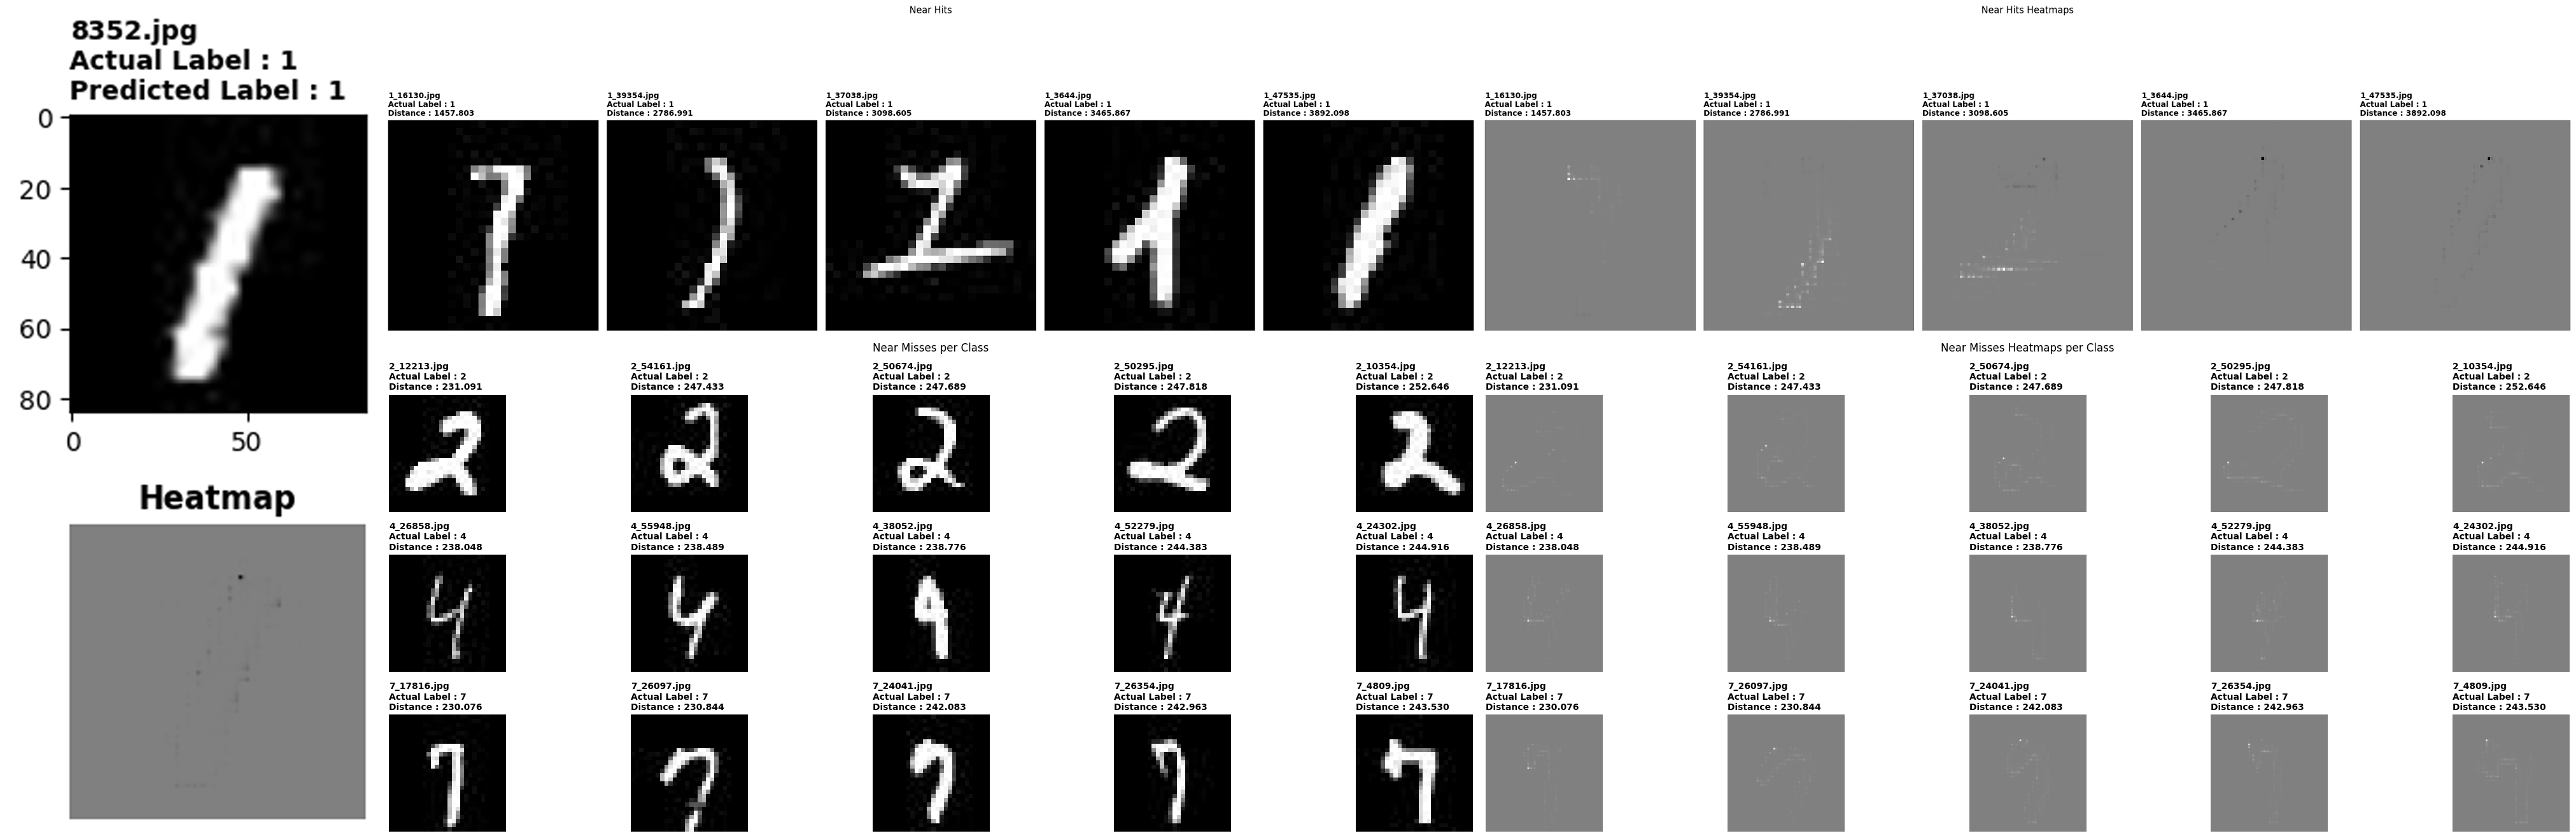 Near Hits
Near Hits Heatmaps
8352.jpg
Actual Label : 1
Predicted Label : 1
0
20
40
60
80
0
50
Heatmap
1_16130.jpg
Actual Label : 1
Distance : 1457.803
1_39354.jpg
Actual Label : 1
Distance : 2786.991
1_37038.jpg
Actual Label : 1
Distance : 3098.605
1_3644.jpg
Actual Label : 1
Distance : 3465.867
1_47535.jpg
Actual Label : 1
Distance : 3892.098
1_16130.jpg
Actual Label : 1
Distance : 1457.803
1_39354.jpg
Actual Label : 1
Distance : 2786.991
1_37038.jpg
Actual Label : 1
Distance : 3098.605
1_3644.jpg
Actual Label : 1
Distance : 3465.867
1_47535.jpg
Actual Label : 1
Distance : 3892.098
Near Misses per Class
Near Misses Heatmaps per Class
2_12213.jpg
Actual Label : 2
Distance : 231.091
2_54161.jpg
Actual Label : 2
Distance : 247.433
2_50674.jpg
Actual Label : 2
Distance : 247.689
2_50295.jpg
Actual Label : 2
Distance : 247.818
2_10354.jpg
Actual Label : 2
Distance : 252.646
2_12213.jpg
Actual Label : 2
Distance : 231.091
2_54161.jpg
Actual Label : 2
Distance : 247.433
2_50674.jpg
Actual Label : 2
Distance : 247.689
2_50295.jpg
Actual Label : 2
Distance : 247.818
2_10354.jpg
Actual Label : 2
Distance : 252.646
4_26858.jpg
Actual Label : 4
Distance : 238.048
4_55948.jpg
Actual Label : 4
Distance : 238.489
4_38052.jpg
Actual Label : 4
Distance : 238.776
4_52279.jpg
Actual Label : 4
Distance : 244.383
4_24302.jpg
Actual Label : 4
Distance : 244.916
4_26858.jpg
Actual Label : 4
Distance : 238.048
4_55948.jpg
Actual Label : 4
Distance : 238.489
4_38052.jpg
Actual Label : 4
Distance : 238.776
4_52279.jpg
Actual Label : 4
Distance : 244.383
4_24302.jpg
Actual Label : 4
Distance : 244.916
7_17816.jpg
Actual Label : 7
Distance : 230.076
7_26097.jpg
Actual Label : 7
Distance : 230.844
7_24041.jpg
Actual Label : 7
Distance : 242.083
7_26354.jpg
Actual Label : 7
Distance : 242.963
7_4809.jpg
Actual Label : 7
Distance : 243.530
7_17816.jpg
Actual Label : 7
Distance : 230.076
7_26097.jpg
Actual Label : 7
Distance : 230.844
7_24041.jpg
Actual Label : 7
Distance : 242.083
7_26354.jpg
Actual Label : 7
Distance : 242.963
7_4809.jpg
Actual Label : 7
Distance : 243.530